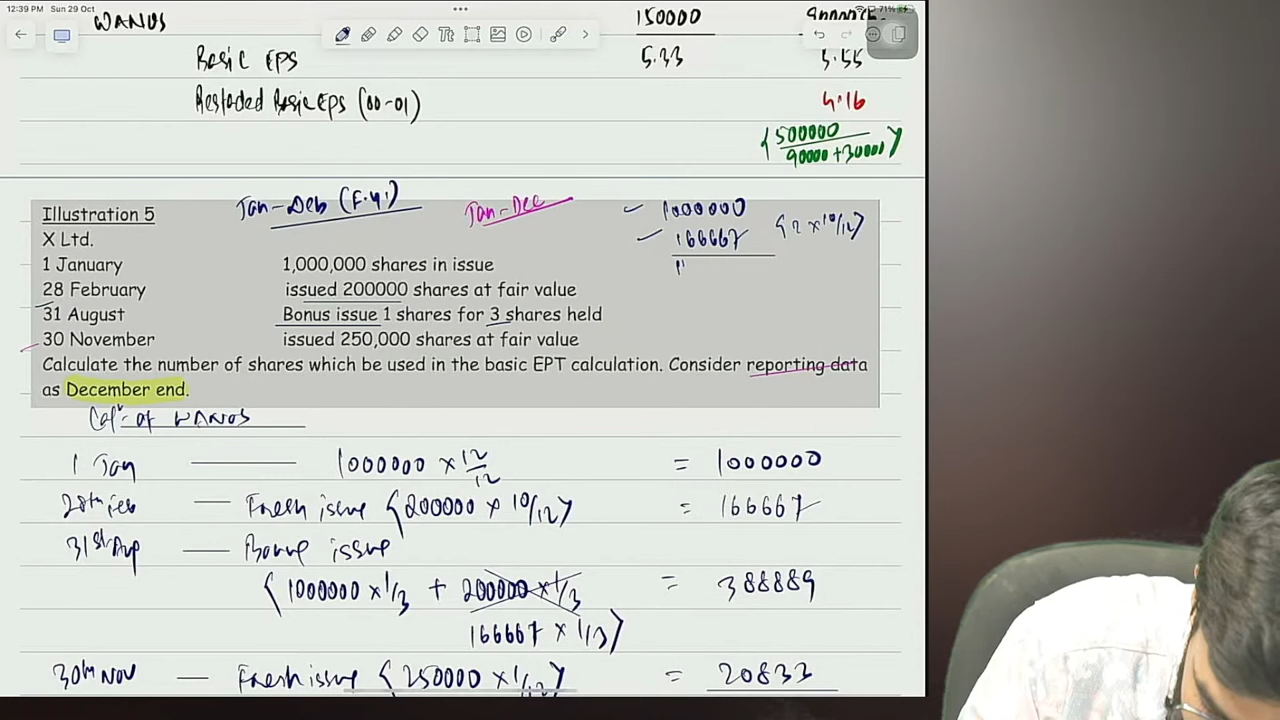 12:39 PM Sun 29 Oct
71%
WANOS 150000
Basic EPS 5.33 5.55
Restated Basic EPS (00-01) 4.16
{500000 / 90000+30000}
Jan-Deb (F.Y.) Jan-Dec
Illustration 5 1000000
X Ltd. 166667 {2 x 10/12}
1 January 1,000,000 shares in issue
28 February issued 200000 shares at fair value
31 August Bonus issue 1 shares for 3 shares held
30 November issued 250,000 shares at fair value
Calculate the number of shares which be used in the basic EPT calculation. Consider reporting data
as December end.
Calⁿ of WANOS
1 Jan — 1000000 x 12/12 = 1000000
28th Feb — Fresh issue {200000 x 10/12} = 166667
31st Aug — Bonus issue
{1000000 x 1/3 + 200000 x 1/3 = 388889
166667 x 1/3}
30th Nov — Fresh issue {250000 x 1/12} = 20833